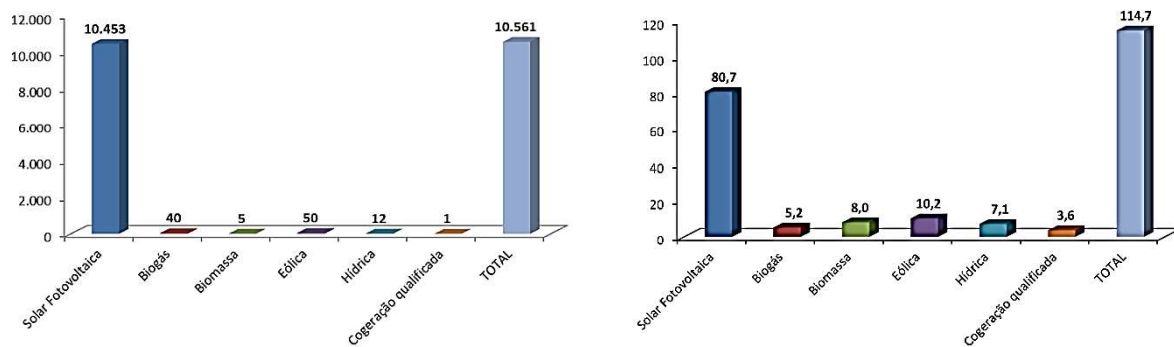 12.000
10.000
8.000
6.000
4.000
2.000
0
10.453
40
5
50
12
1
10.561
Solar Fotovoltaica
Biogás
Biomassa
Eólica
Hídrica
Cogeração qualificada
TOTAL
120
100
80
60
40
20
0
80,7
5,2
8,0
10,2
7,1
3,6
114,7
Solar Fotovoltaica
Biogás
Biomassa
Eólica
Hídrica
Cogeração qualificada
TOTAL